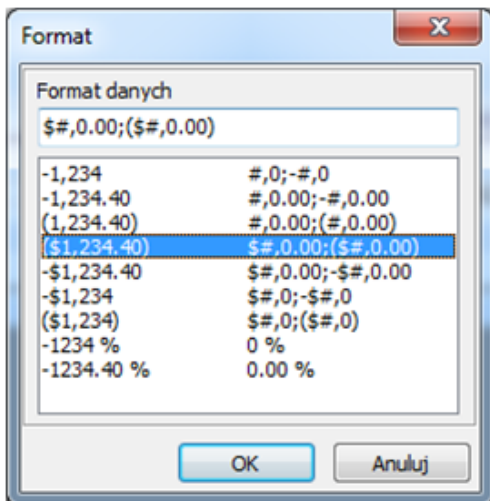 Format
Format danych
$#,0.00;($#,0.00)
-1,234 #,0;-#,0
-1,234.40 #,0.00;-#,0.00
(1,234.40) #,0.00;(#,0.00)
($1,234.40) $#,0.00;($#,0.00)
-$1,234.40 $#,0.00;-$#,0.00
-$1,234 $#,0;-$#,0
($1,234) $#,0;($#,0)
-1234 % 0 %
-1234.40 % 0.00 %
OK Anuluj